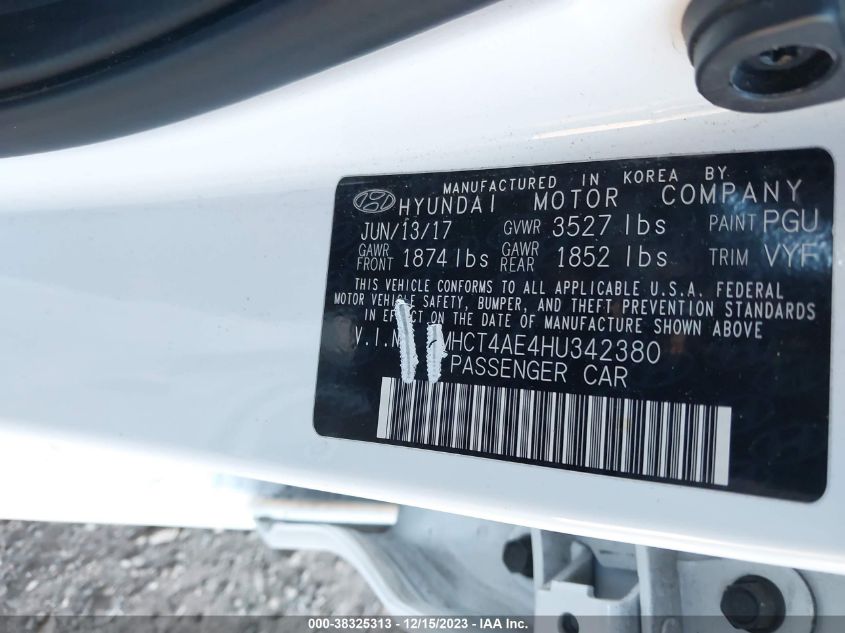 MANUFACTURED IN KOREA BY
HYUNDAI MOTOR COMPANY
JUN/13/17 GVWR 3527 lbs PAINT PGU
GAWR FRONT 1874 lbs GAWR REAR 1852 lbs TRIM VYF
THIS VEHICLE CONFORMS TO ALL APPLICABLE U.S.A. FEDERAL
MOTOR VEHICLE SAFETY, BUMPER, AND THEFT PREVENTION STANDARDS
IN EFFECT ON THE DATE OF MANUFACTURE SHOWN ABOVE
V.I.N MHCT4AE4HU342380
PASSENGER CAR
000-38325313 - 12/15/2023 - IAA Inc.